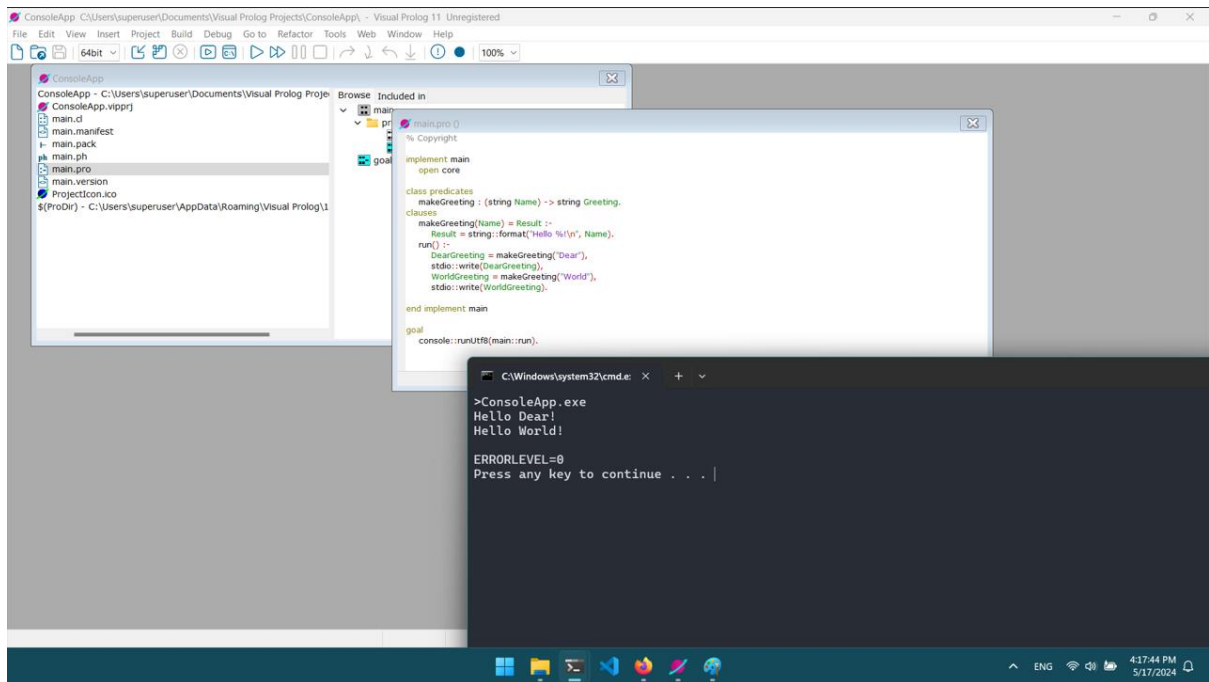 ConsoleApp C:\Users\superuser\Documents\Visual Prolog Projects\ConsoleApp\ - Visual Prolog 11 Unregistered
File Edit View Insert Project Build Debug Go to Refactor Tools Web Window Help
64bit
100%
ConsoleApp
ConsoleApp - C:\Users\superuser\Documents\Visual Prolog Proje
ConsoleApp.vipprj
main.cl
main.manifest
main.pack
main.ph
main.pro
main.version
ProjectIcon.ico
$(ProDir) - C:\Users\superuser\AppData\Roaming\Visual Prolog\1
Browse Included in
main
pr
goal
main.pro ()
% Copyright
implement main
open core
class predicates
makeGreeting : (string Name) -> string Greeting.
clauses
makeGreeting(Name) = Result :-
Result = string::format("Hello %!\n", Name).
run() :-
DearGreeting = makeGreeting("Dear"),
stdio::write(DearGreeting),
WorldGreeting = makeGreeting("World"),
stdio::write(WorldGreeting).
end implement main
goal
console::runUtf8(main::run).
C:\Windows\system32\cmd.e:
>ConsoleApp.exe
Hello Dear!
Hello World!
ERRORLEVEL=0
Press any key to continue . . .
ENG
4:17:44 PM
5/17/2024